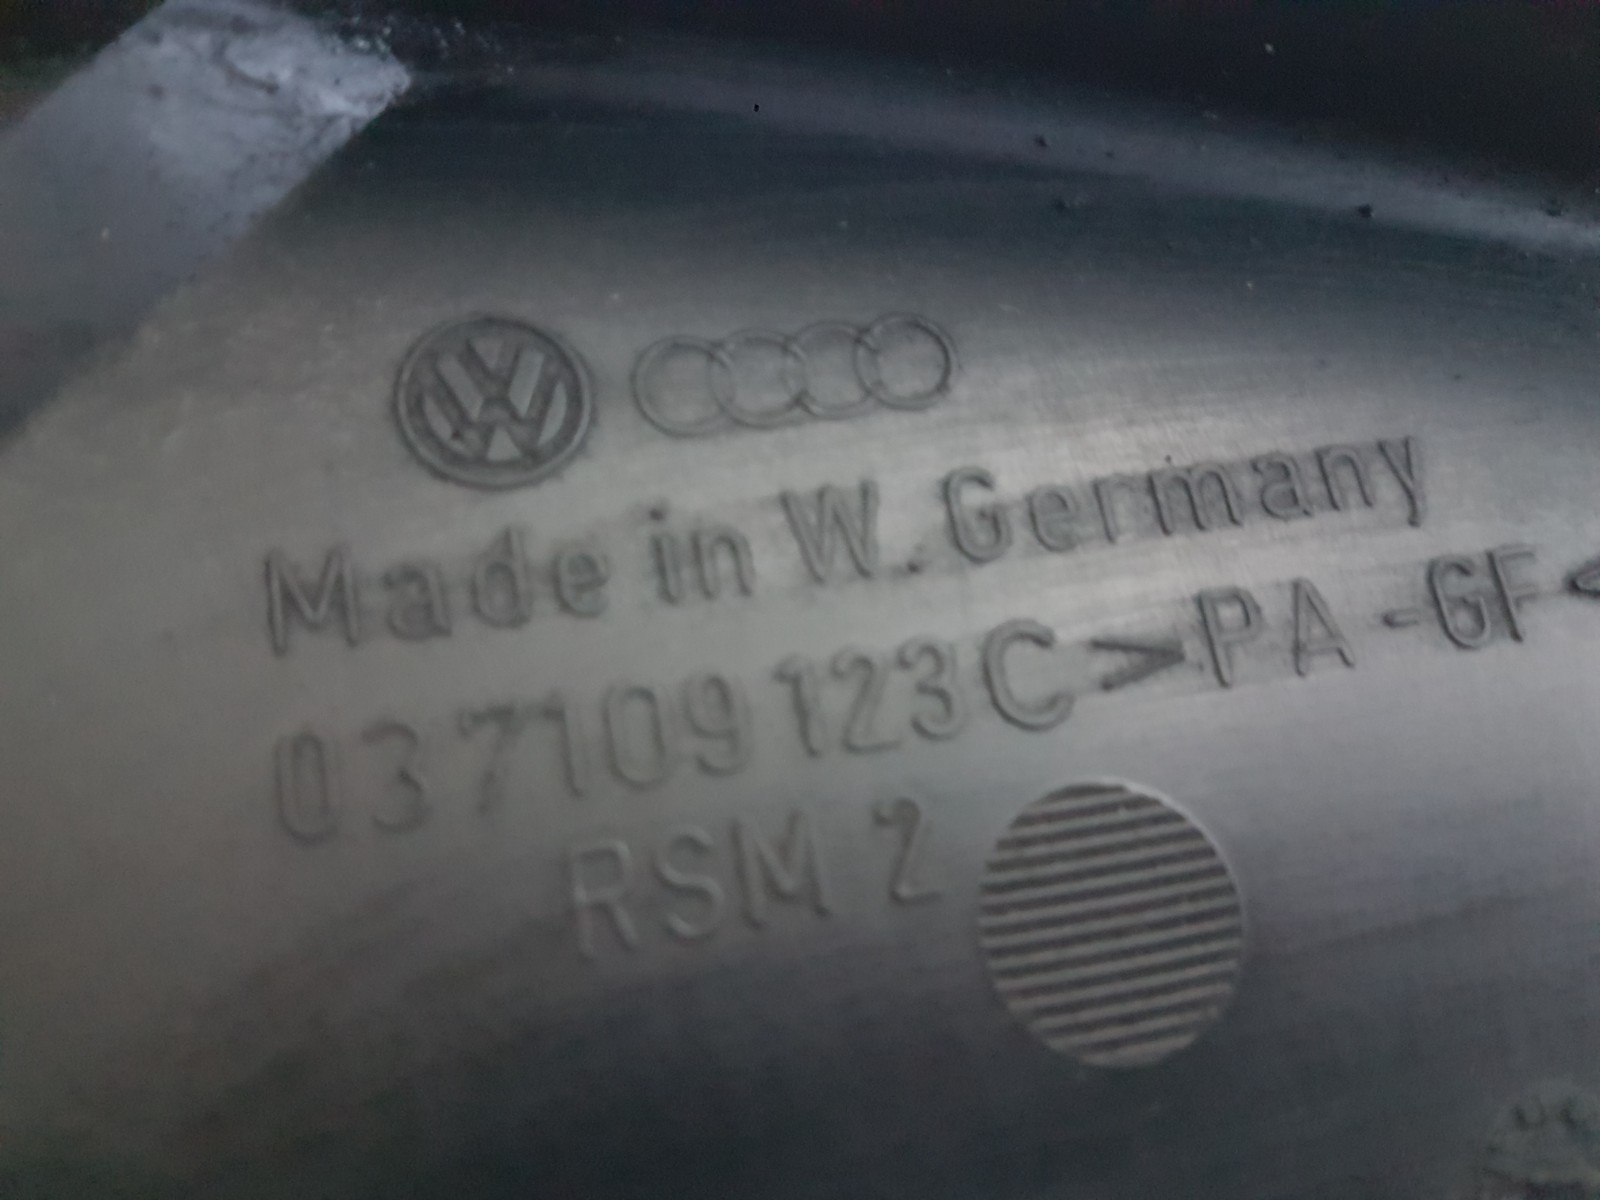 Made in W. Germany
037109123C >PA-GF<
RSM 2